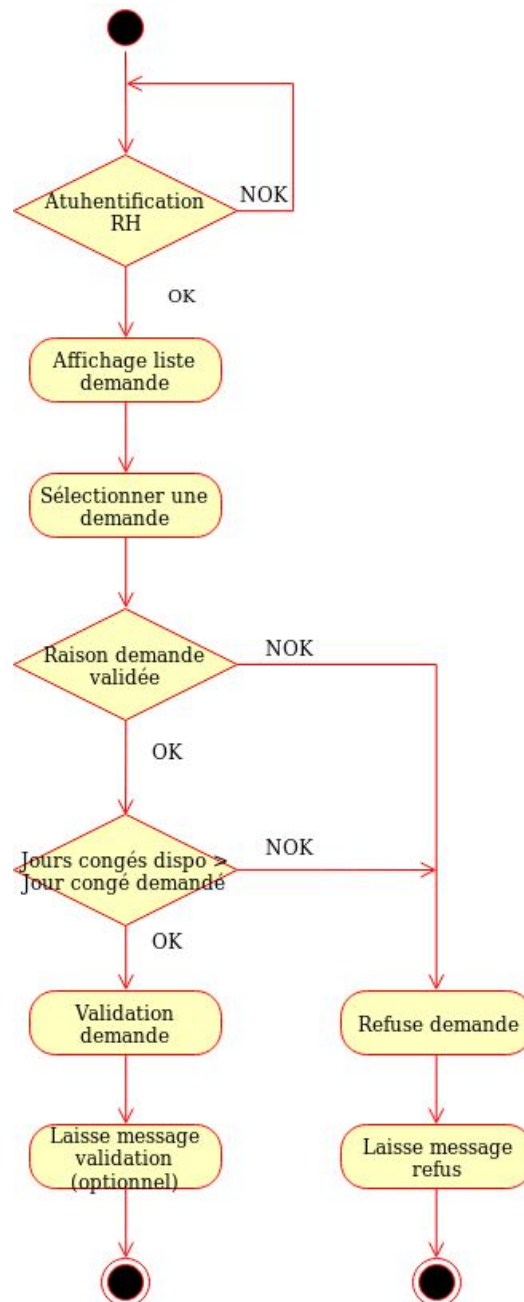 Atuhentification
RH
NOK
OK
Affichage liste
demande
Sélectionner une
demande
Raison demande
validée
NOK
OK
Jours congés dispo >
Jour congé demandé
NOK
OK
Validation
demande
Refuse demande
Laisse message
validation
(optionnel)
Laisse message
refus